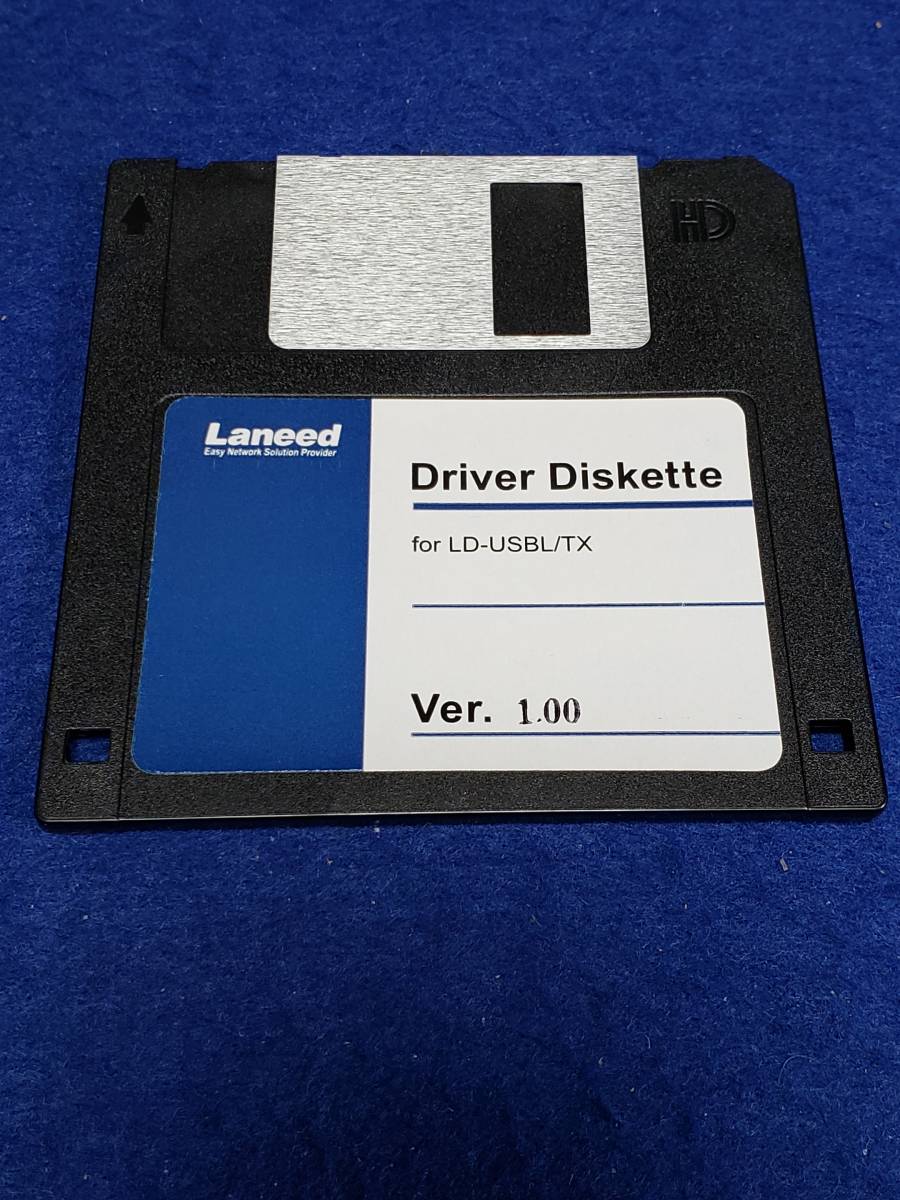 HD
Laneed
Easy Network Solution Provider
Driver Diskette
for LD-USBL/TX
Ver. 1.00